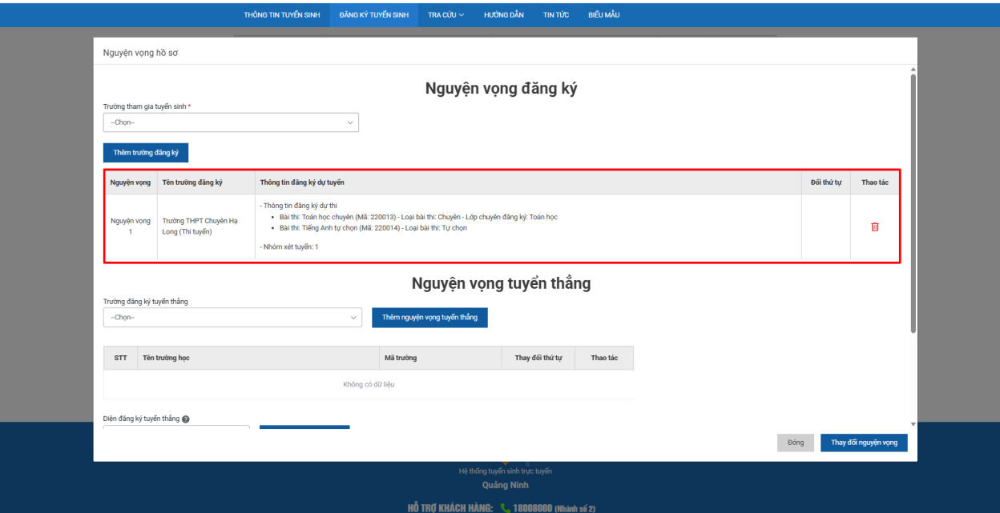 THÔNG TIN TUYỂN SINH ĐĂNG KÝ TUYỂN SINH TRA CỨU HƯỚNG DẪN TIN TỨC BIỂU MẪU
Nguyện vọng hồ sơ
Nguyện vọng đăng ký
Trường tham gia tuyển sinh *
--Chọn--
Thêm trường đăng ký
Nguyện vọng Tên trường đăng ký Thông tin đăng ký dự tuyển Đổi thứ tự Thao tác
- Thông tin đăng ký dự thi
Nguyện vọng 1
Trường THPT Chuyên Hạ Long (Thi tuyển)
• Bài thi: Toán học chuyên (Mã: 220013) - Loại bài thi: Chuyên - Lớp chuyên đăng ký: Toán học
• Bài thi: Tiếng Anh tự chọn (Mã: 220014) - Loại bài thi: Tự chọn
- Nhóm xét tuyển: 1
Nguyện vọng tuyển thẳng
Trường đăng ký tuyển thẳng
--Chọn-- Thêm nguyện vọng tuyển thẳng
STT Tên trường học Mã trường Thay đổi thứ tự Thao tác
Không có dữ liệu
Diện đăng ký tuyển thẳng ?
Đóng Thay đổi nguyện vọng
Hệ thống tuyển sinh trực tuyến
Quảng Ninh
HỖ TRỢ KHÁCH HÀNG: 18008000 (Nhánh số 2)